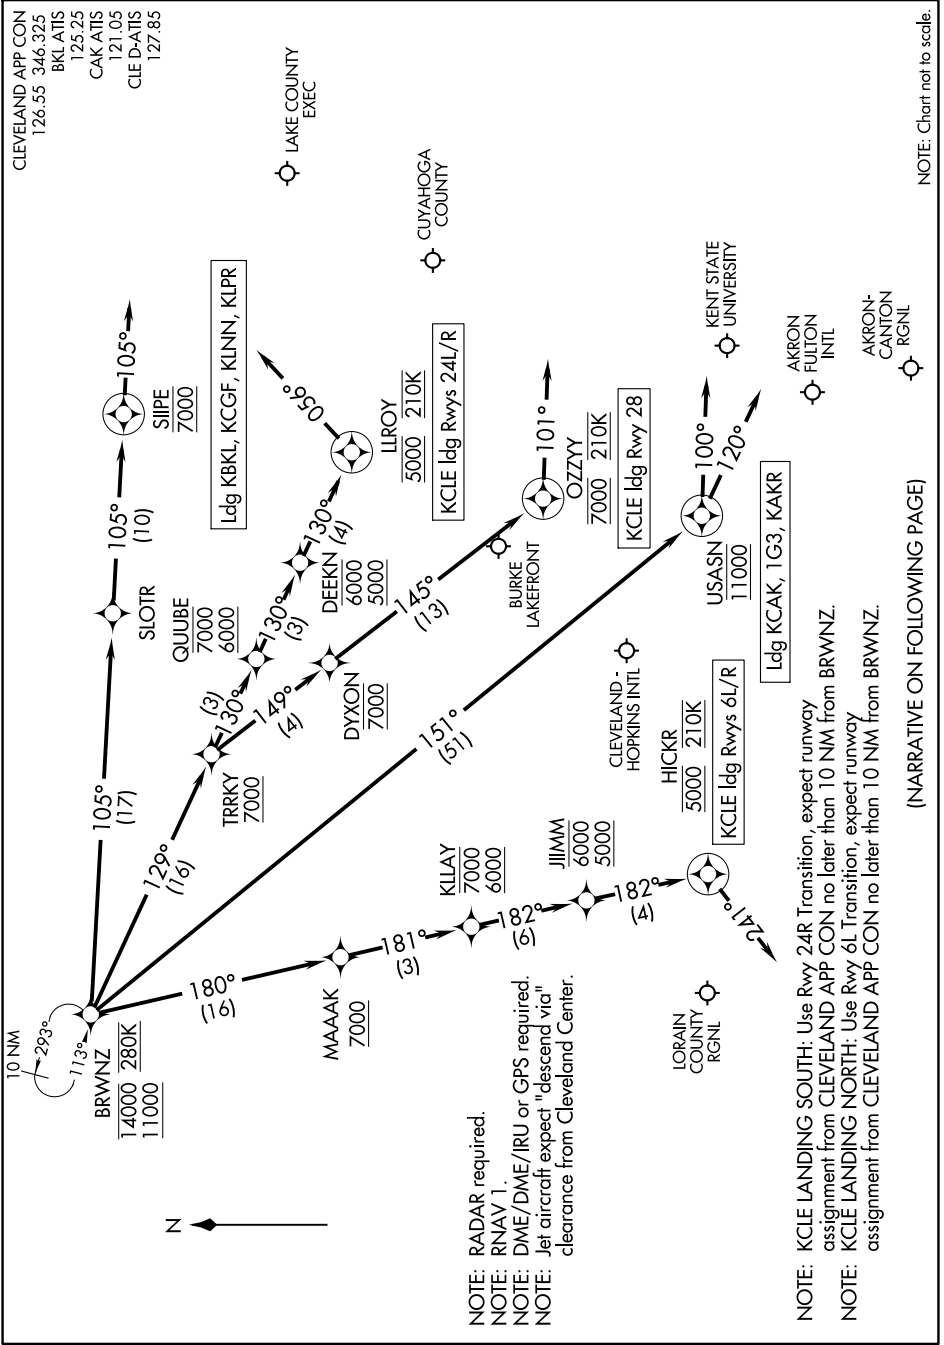 CLEVELAND APP CON
126.55 346.325
BKL ATIS
125.25
CAK ATIS
121.05
CLE D-ATIS
127.85
10 NM
293°
113°
BRWNZ
14000 280K
11000
105°
(17)
SLOTR
105°
(10)
SIIPE
7000
105°
Ldg KBKL, KCGF, KLNN, KLPR
LAKE COUNTY
EXEC
129°
(16)
TRRKY
7000
130°
(3)
QUUBE
7000
6000
130°
(3)
DEEKN
6000
5000
130°
(4)
LLROY
5000 210K
056°
KCLE ldg Rwys 24L/R
CUYAHOGA
COUNTY
149°
(4)
DYXON
7000
145°
(13)
OZZYY
7000 210K
101°
KCLE ldg Rwy 28
BURKE
LAKEFRONT
151°
(51)
USASN
11000
100°
120°
Ldg KCAK, 1G3, KAKR
KENT STATE
UNIVERSITY
AKRON
FULTON
INTL
AKRON-
CANTON
RGNL
180°
(16)
MAAAK
7000
181°
(3)
KLLAY
7000
6000
182°
(6)
JIIMM
6000
5000
182°
(4)
HICKR
5000 210K
241°
KCLE ldg Rwys 6L/R
CLEVELAND -
HOPKINS INTL
LORAIN
COUNTY
RGNL
N
NOTE: RADAR required.
NOTE: RNAV 1.
NOTE: DME/DME/IRU or GPS required.
NOTE: Jet aircraft expect "descend via"
clearance from Cleveland Center.
NOTE: KCLE LANDING SOUTH: Use Rwy 24R Transition, expect runway
assignment from CLEVELAND APP CON no later than 10 NM from BRWNZ.
NOTE: KCLE LANDING NORTH: Use Rwy 6L Transition, expect runway
assignment from CLEVELAND APP CON no later than 10 NM from BRWNZ.
(NARRATIVE ON FOLLOWING PAGE)
NOTE: Chart not to scale.